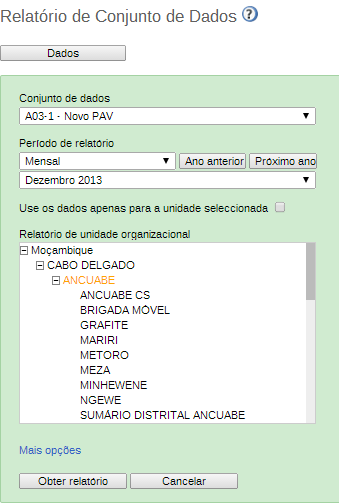 Relatório de Conjunto de Dados
Dados
Conjunto de dados
A03-1 - Novo PAV
Período de relatório
Mensal Ano anterior Próximo ano
Dezembro 2013
Use os dados apenas para a unidade seleccionada
Relatório de unidade organizacional
Moçambique
CABO DELGADO
ANCUABE
ANCUABE CS
BRIGADA MÓVEL
GRAFITE
MARIRI
METORO
MEZA
MINHEWENE
NGEWE
SUMÁRIO DISTRITAL ANCUABE
Mais opções
Obter relatório Cancelar